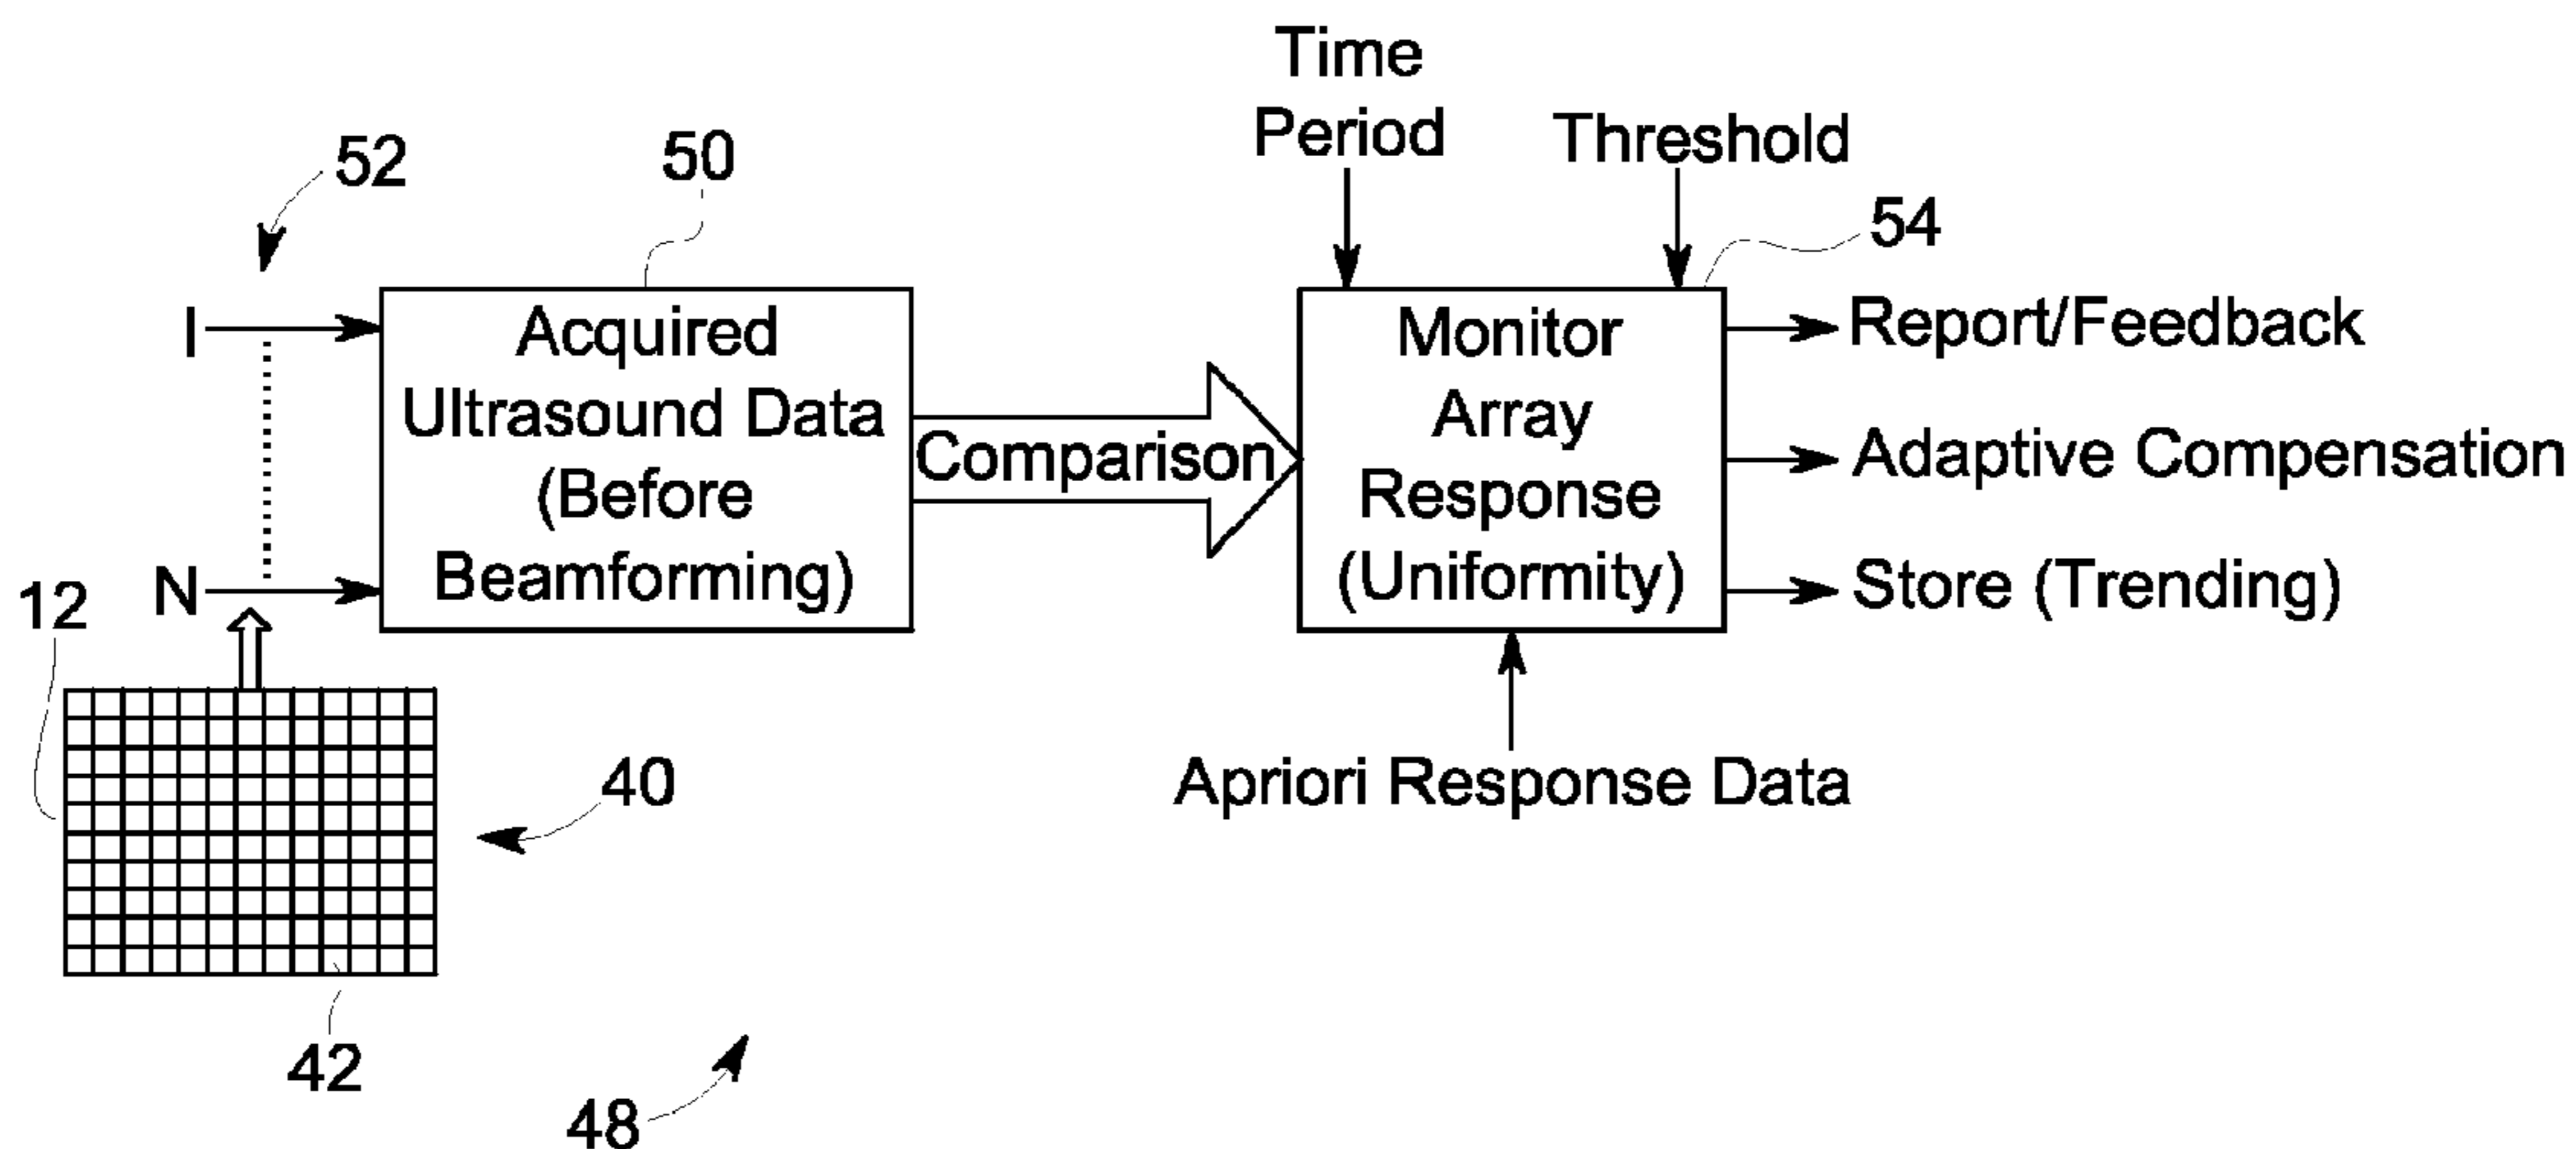 Time
Period
Threshold
52
50
54
I
Acquired
Ultrasound Data
(Before
Beamforming)
N
Comparison
Monitor
Array
Response
(Uniformity)
Report/Feedback
Adaptive Compensation
Store (Trending)
12
40
Apriori Response Data
42
48